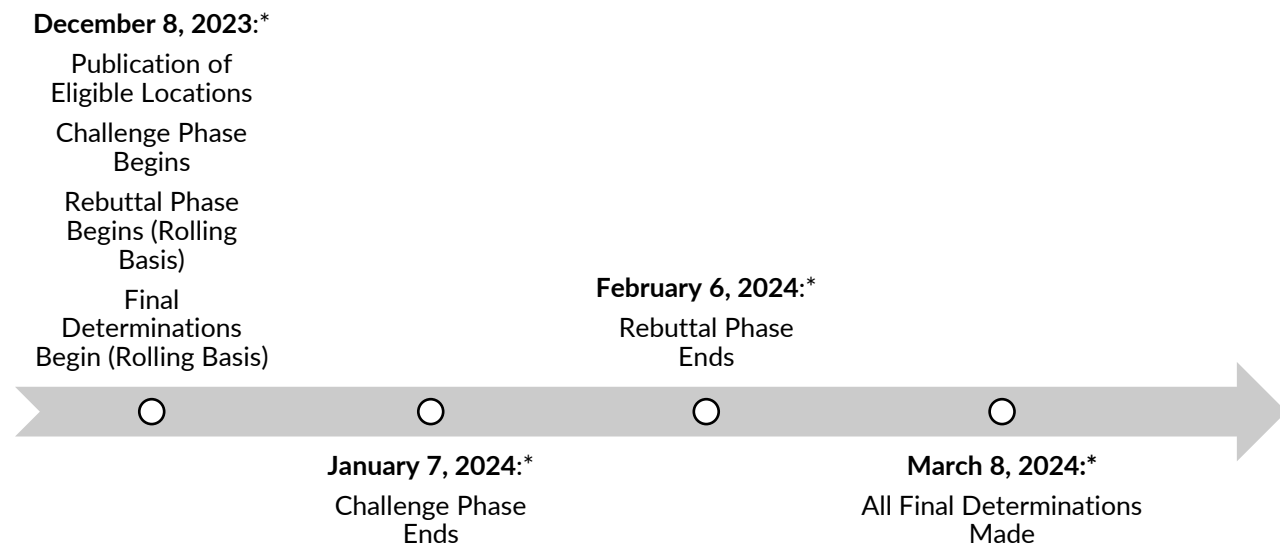 December 8, 2023:*
Publication of
Eligible Locations
Challenge Phase
Begins
Rebuttal Phase
Begins (Rolling
Basis)
Final
Determinations
Begin (Rolling Basis)
January 7, 2024:*
Challenge Phase
Ends
February 6, 2024:*
Rebuttal Phase
Ends
March 8, 2024:*
All Final Determinations
Made